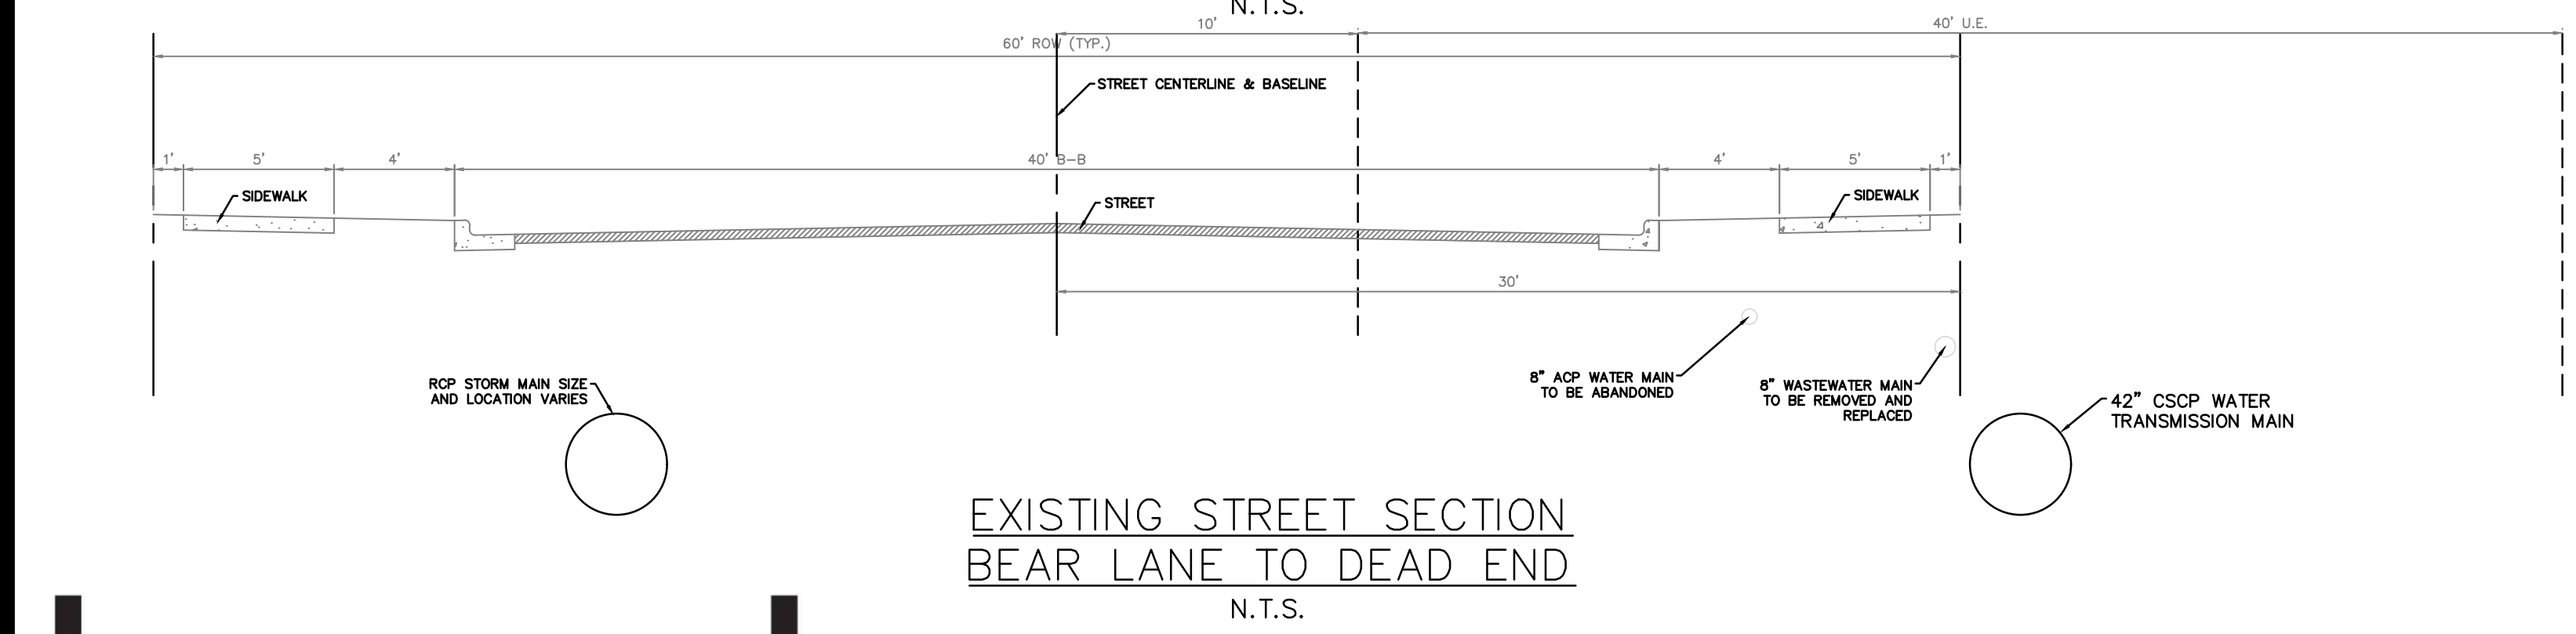 N.T.S.
10'
40' U.E.
60' ROW (TYP.)
STREET CENTERLINE & BASELINE
1'
5'
4'
40' B-B
4'
5'
1'
SIDEWALK
STREET
SIDEWALK
30'
RCP STORM MAIN SIZE
AND LOCATION VARIES
8" ACP WATER MAIN
TO BE ABANDONED
8" WASTEWATER MAIN
TO BE REMOVED AND
REPLACED
42" CSCP WATER
TRANSMISSION MAIN
EXISTING STREET SECTION
BEAR LANE TO DEAD END
N.T.S.